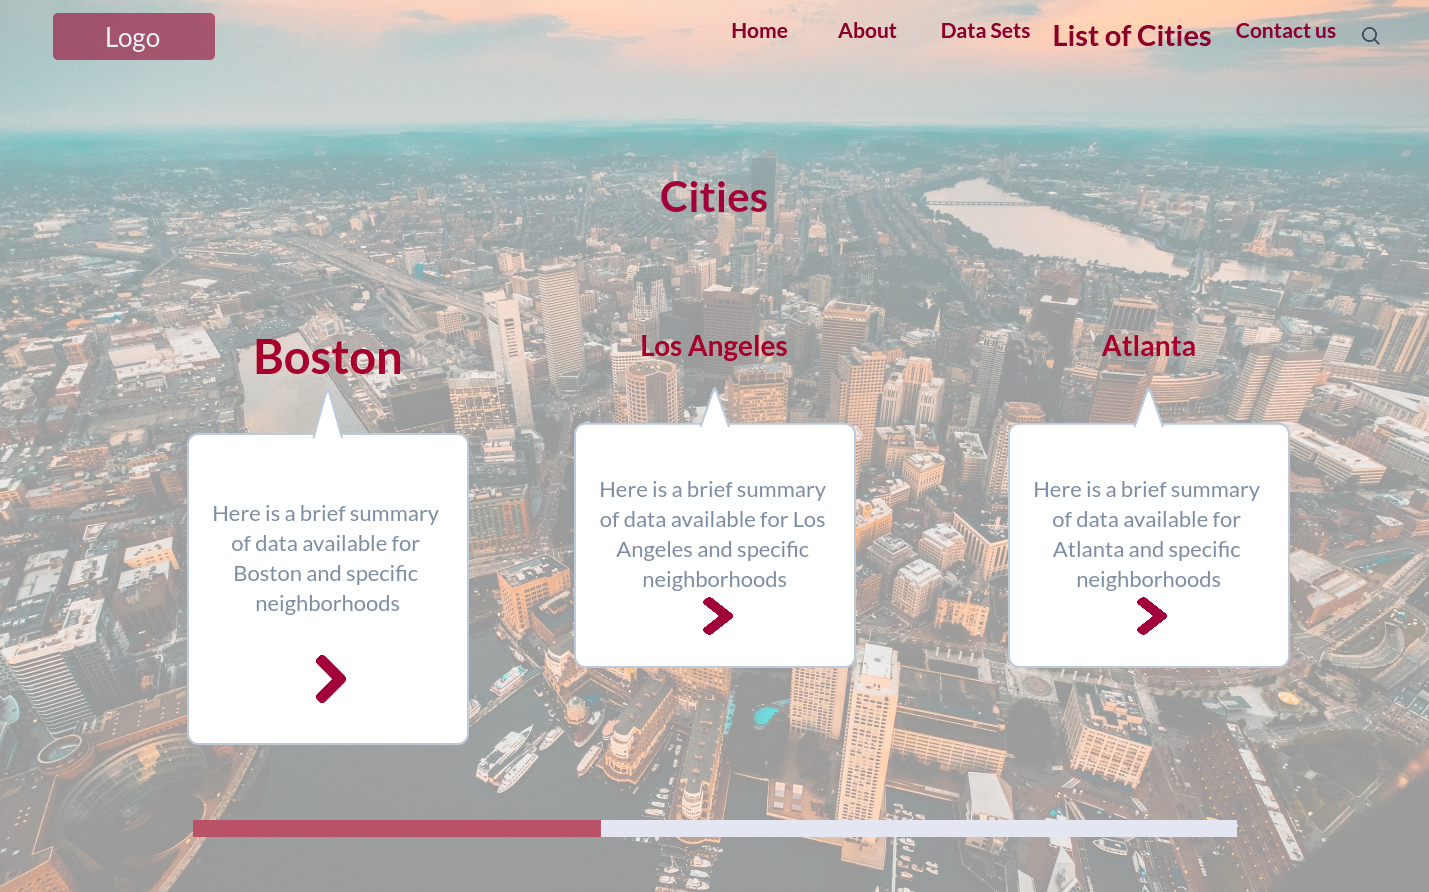 Logo
Home About Data Sets List of Cities Contact us
Cities
Boston
Here is a brief summary
of data available for
Boston and specific
neighborhoods
Los Angeles
Here is a brief summary
of data available for Los
Angeles and specific
neighborhoods
Atlanta
Here is a brief summary
of data available for
Atlanta and specific
neighborhoods